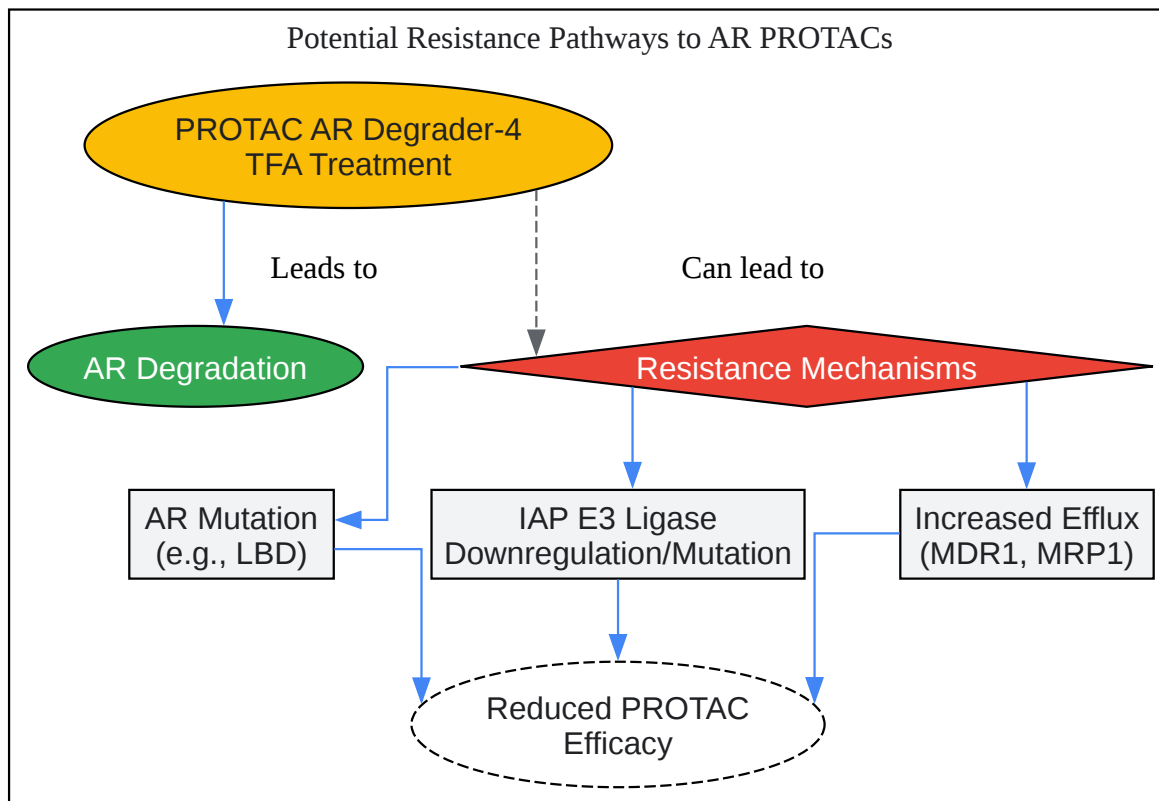 Potential Resistance Pathways to AR PROTACs
PROTAC AR Degrader-4
TFA Treatment
Leads to
Can lead to
AR Degradation
Resistance Mechanisms
AR Mutation
(e.g., LBD)
IAP E3 Ligase
Downregulation/Mutation
Increased Efflux
(MDR1, MRP1)
Reduced PROTAC
Efficacy